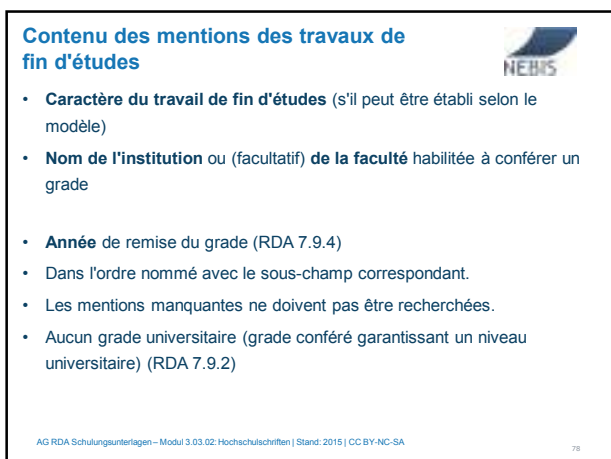 Contenu des mentions des travaux de
fin d'études
NEBIS
• Caractère du travail de fin d'études (s'il peut être établi selon le
modèle)
• Nom de l'institution ou (facultatif) de la faculté habilitée à conférer un
grade
• Année de remise du grade (RDA 7.9.4)
• Dans l'ordre nommé avec le sous-champ correspondant.
• Les mentions manquantes ne doivent pas être recherchées.
• Aucun grade universitaire (grade conféré garantissant un niveau
universitaire) (RDA 7.9.2)
AG RDA Schulungsunterlagen – Modul 3.03.02: Hochschulschriften | Stand: 2015 | CC BY-NC-SA
78